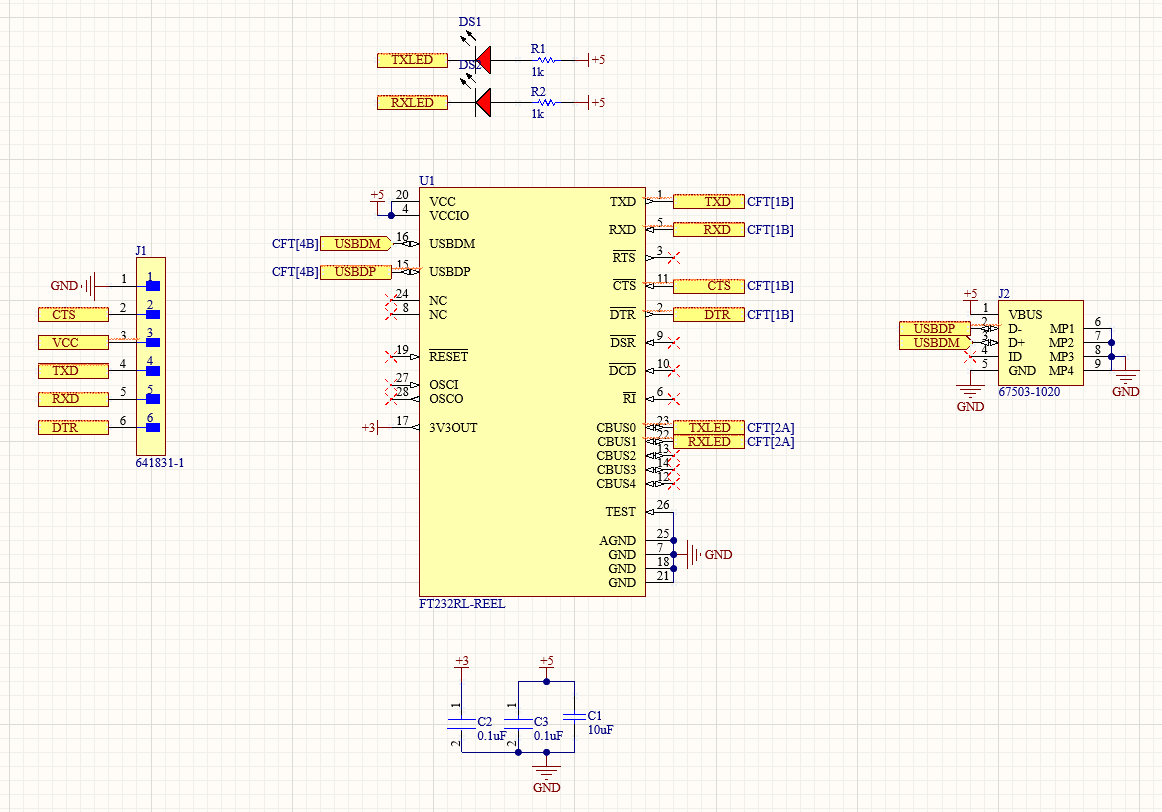 DS1
TXLED
R1
1k
+5
DS2
RXLED
R2
1k
+5
U1
+5
20 VCC
4 VCCIO
CFT[4B] USBDM 16 USBDM
CFT[4B] USBDP 15 USBDP
24 NC
8 NC
19 RESET
27 OSCI
28 OSCO
+3 17 3V3OUT
TXD 1 TXD CFT[1B]
RXD 5 RXD CFT[1B]
RTS 3
CTS 11 CTS CFT[1B]
DTR 2 DTR CFT[1B]
DSR 9
DCD 10
RI 6
CBUS0 23 TXLED CFT[2A]
CBUS1 22 RXLED CFT[2A]
CBUS2 13
CBUS3 14
CBUS4 12
TEST 26
AGND 25
GND 7 GND
GND 18
GND 21
FT232RL-REEL
J1
GND 1 1
CTS 2 2
VCC 3 3
TXD 4 4
RXD 5 5
DTR 6 6
641831-1
J2
+5 1 VBUS
USBDP 2 D- MP1 6
USBDM 3 D+ MP2 7
4 ID MP3 8
5 GND MP4 9
GND
67503-1020
GND
+3
+5
1
2
C2
0.1uF
1
2
C3
0.1uF
C1
10uF
GND